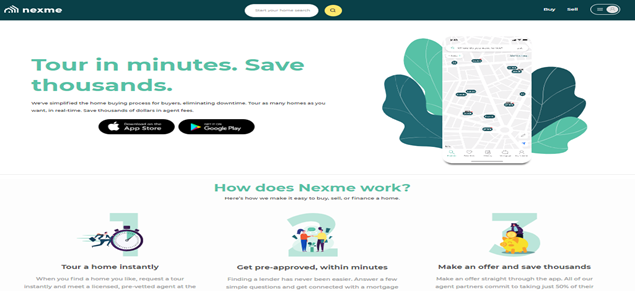 nexme
Start your home search
Buy Sell
Tour in minutes. Save
thousands.
We've simplified the home buying process for buyers, eliminating downtime. Tour as many homes as you
want, in real-time. Save thousands of dollars in agent fees.
Download on the
App Store
Get it via
Google Play
How does Nexme work?
Here's how we make it easy to buy, sell, or finance a home.
1
2
3
Tour a home instantly
Get pre-approved, within minutes
Make an offer and save thousands
When you find a home you like, request a tour
instantly and meet a licensed, pre-vetted agent at the
Finding a lender has never been easier. Answer a few
simple questions and get connected with a mortgage
Make an offer straight through the app. All of our
agent partners commit to taking just 50% of their